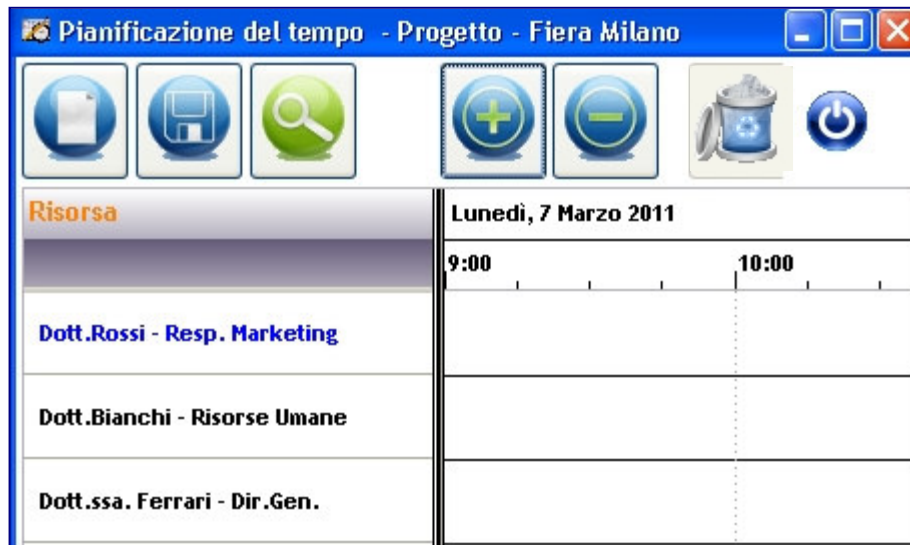 Pianificazione del tempo - Progetto - Fiera Milano
Risorsa
Lunedì, 7 Marzo 2011
9:00
10:00
Dott.Rossi - Resp. Marketing
Dott.Bianchi - Risorse Umane
Dott.ssa. Ferrari - Dir.Gen.